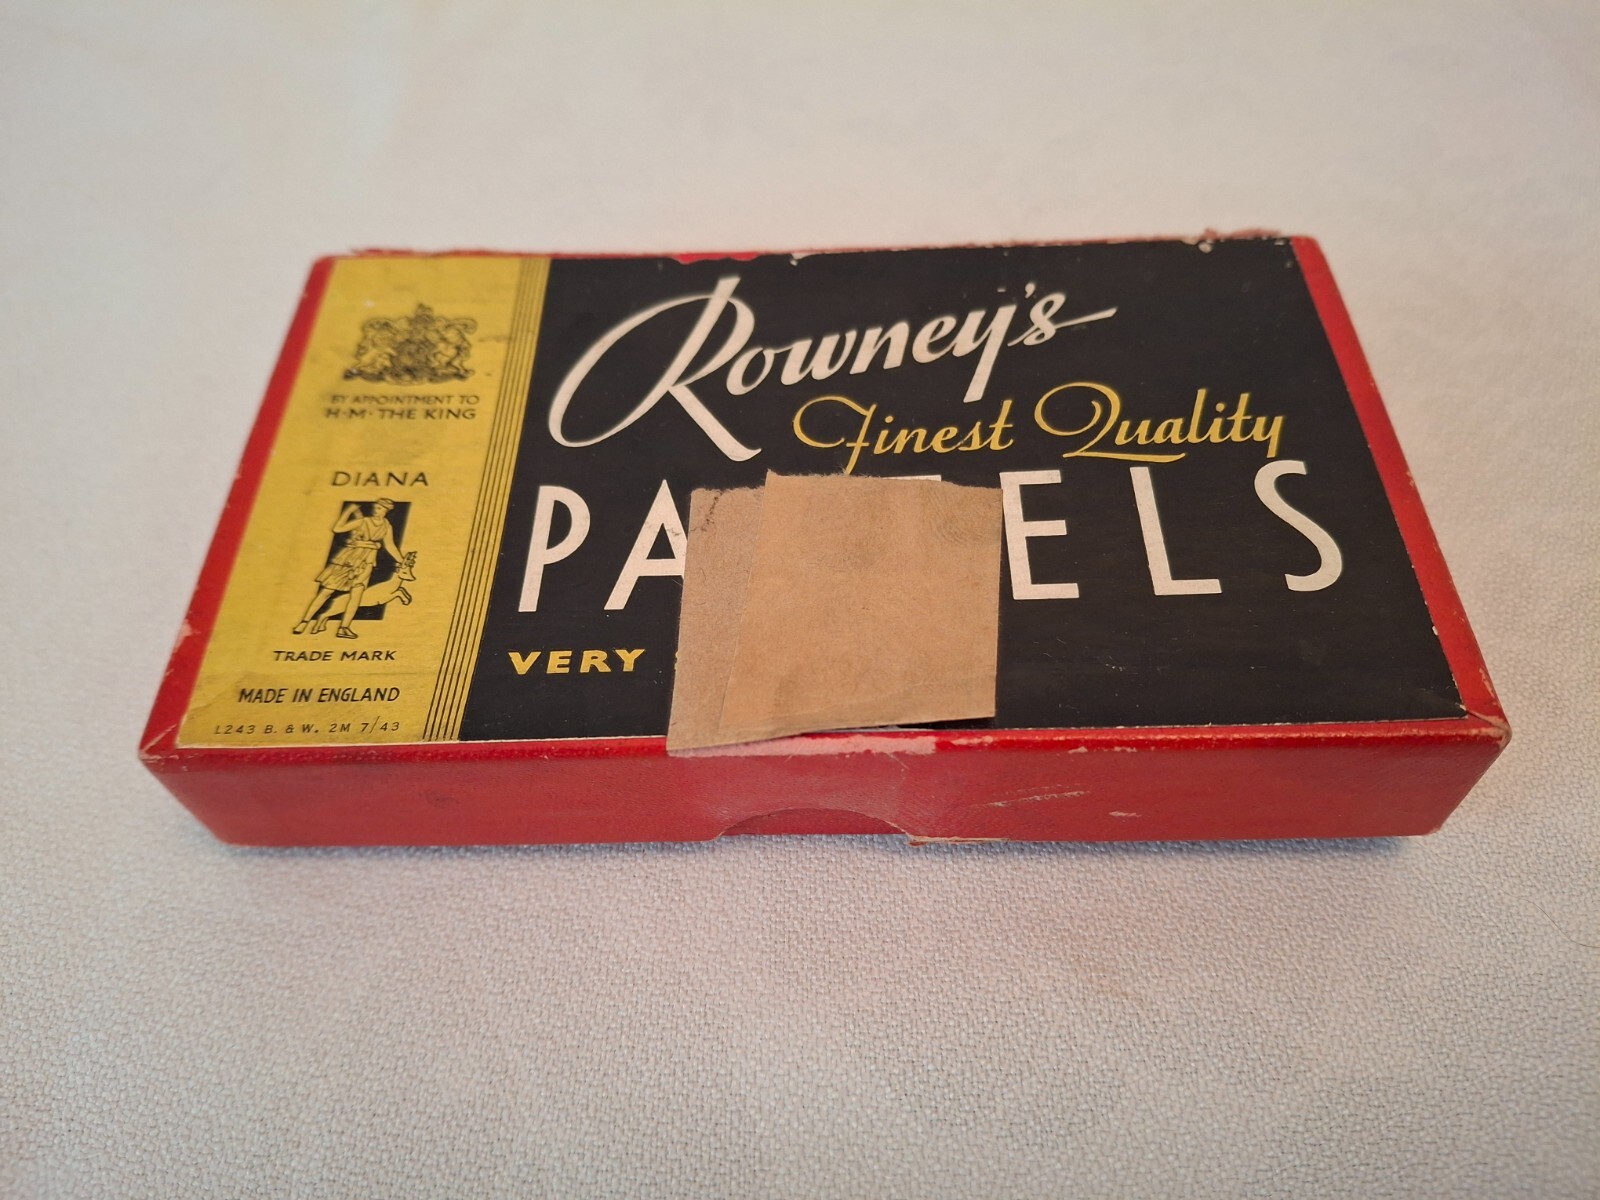 BY APPOINTMENT TO
H·M·THE KING
DIANA
TRADE MARK
MADE IN ENGLAND
L243 B. & W. 2M 7/43
Rowney's
Finest Quality
PA ELS
VERY